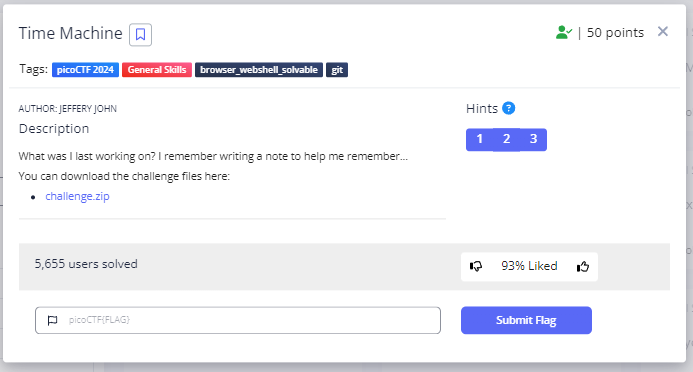 Time Machine
| 50 points
Tags: picoCTF 2024 General Skills browser_webshell_solvable git
AUTHOR: JEFFERY JOHN
Hints ?
Description
1 2 3
What was I last working on? I remember writing a note to help me remember...
You can download the challenge files here:
challenge.zip
5,655 users solved
93% Liked
picoCTF{FLAG}
Submit Flag